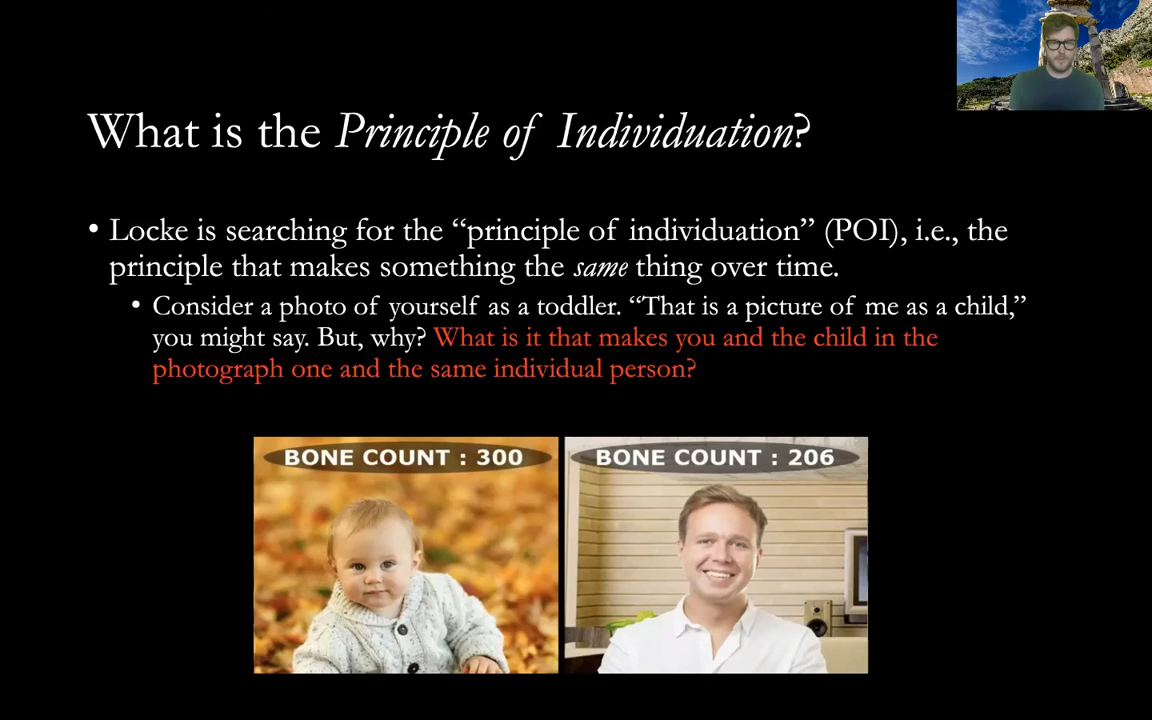 What is the Principle of Individuation?
• Locke is searching for the “principle of individuation” (POI), i.e., the
principle that makes something the same thing over time.
• Consider a photo of yourself as a toddler. “That is a picture of me as a child,”
you might say. But, why? What is it that makes you and the child in the
photograph one and the same individual person?
BONE COUNT : 300
BONE COUNT : 206